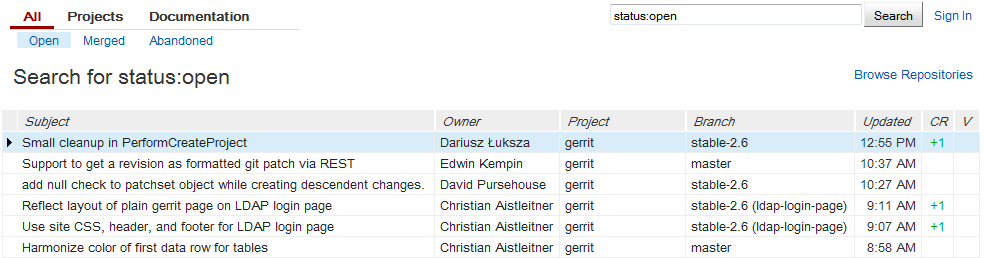 All Projects Documentation status:open Search Sign In
Open Merged Abandoned
Search for status:open Browse Repositories
Subject Owner Project Branch Updated CR V
Small cleanup in PerformCreateProject Dariusz Łuksza gerrit stable-2.6 12:55 PM +1
Support to get a revision as formatted git patch via REST Edwin Kempin gerrit master 10:37 AM
add null check to patchset object while creating descendent changes. David Pursehouse gerrit stable-2.6 10:27 AM
Reflect layout of plain gerrit page on LDAP login page Christian Aistleitner gerrit stable-2.6 (ldap-login-page) 9:11 AM +1
Use site CSS, header, and footer for LDAP login page Christian Aistleitner gerrit stable-2.6 (ldap-login-page) 9:07 AM +1
Harmonize color of first data row for tables Christian Aistleitner gerrit master 8:58 AM